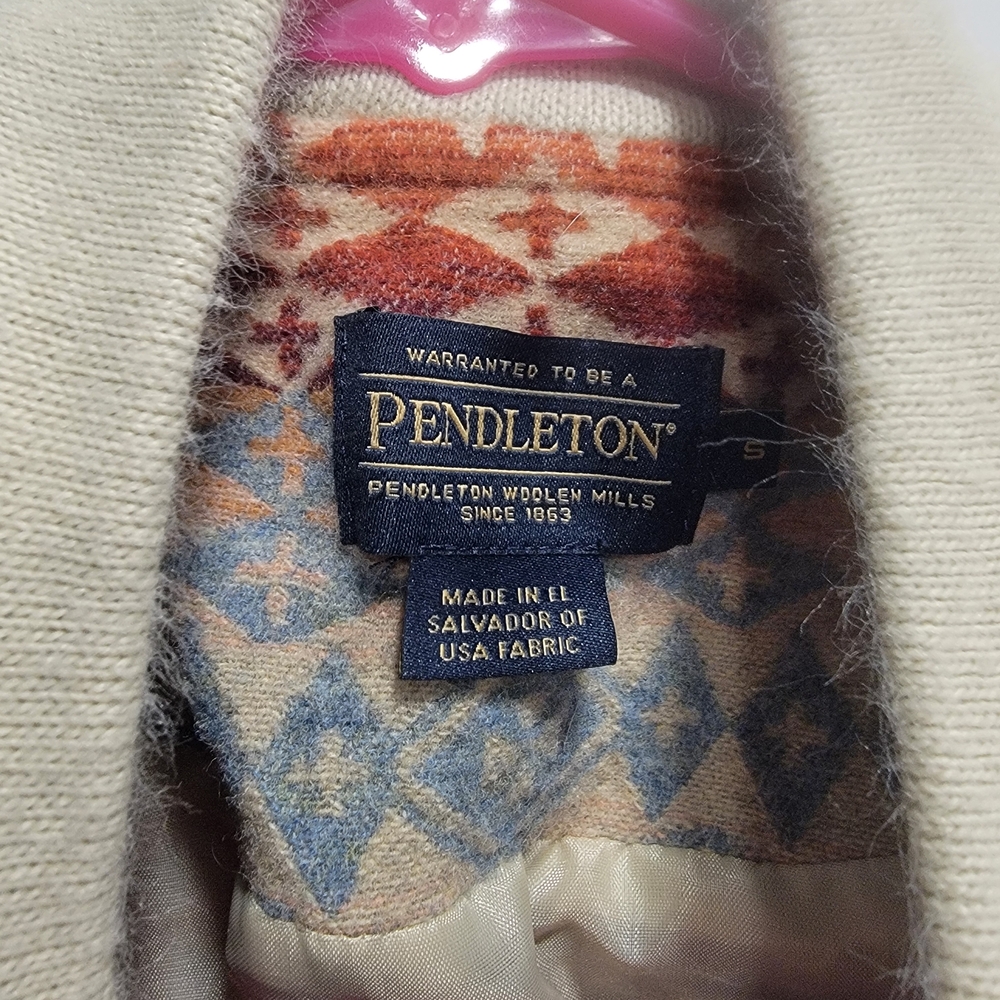 WARRANTED TO BE A
PENDLETON®
PENDLETON WOOLEN MILLS
SINCE 1863
S
MADE IN EL
SALVADOR OF
USA FABRIC